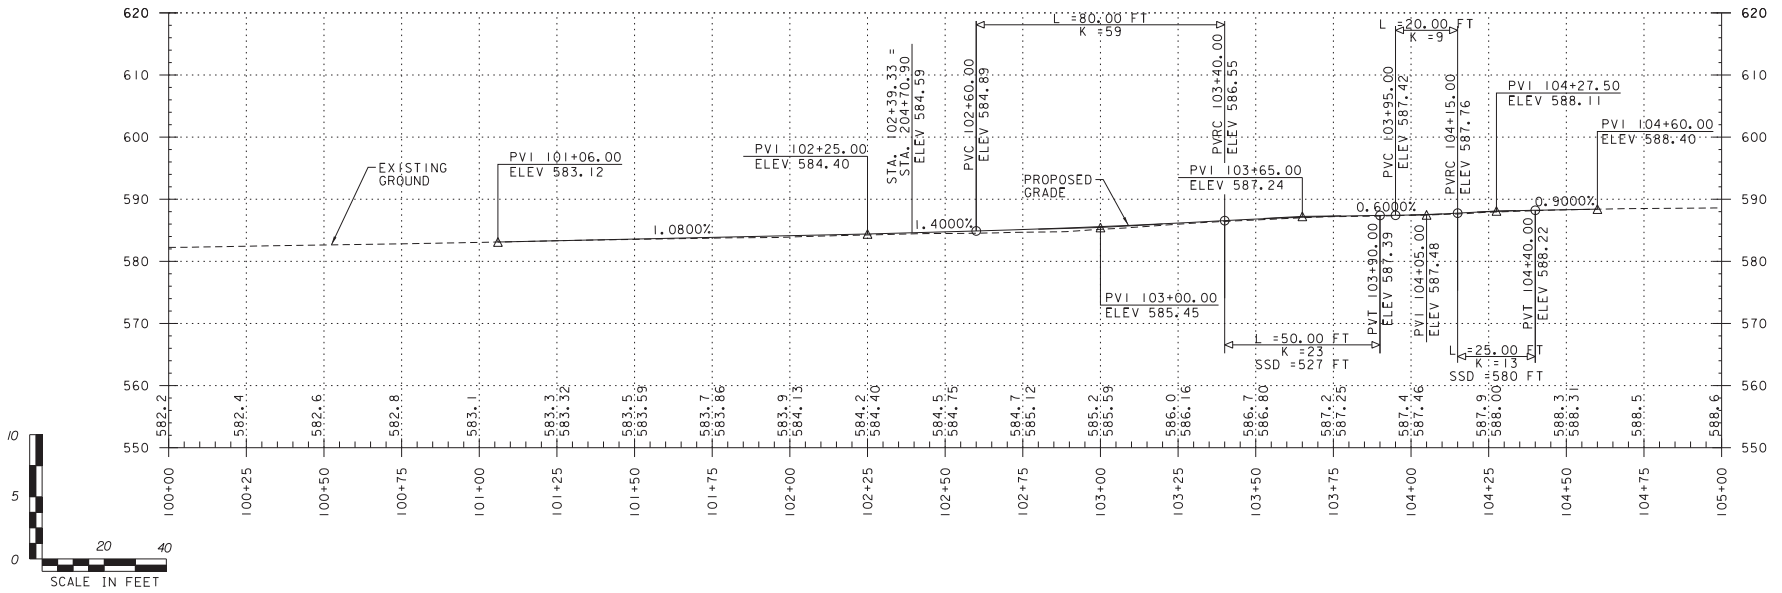 620
610
600
590
580
570
560
550
620
610
600
590
580
570
560
550
EXISTING
GROUND
PVI 101+06.00
ELEV 583.12
1.0800%
PVI 102+25.00
ELEV 584.40
STA. 102+39.33 =
STA. 204+70.90
ELEV 584.59
1.4000%
PVC 102+60.00
ELEV 584.89
L =80.00 FT
K =59
PROPOSED
GRADE
PVI 103+00.00
ELEV 585.45
PVRC 103+40.00
ELEV 586.55
PVI 103+65.00
ELEV 587.24
L =50.00 FT
K =23
SSD =527 FT
PVT 103+90.00
ELEV 587.39
0.6000%
PVC 103+95.00
ELEV 587.42
L =20.00 FT
K =9
PVI 104+05.00
ELEV 587.48
PVRC 104+15.00
ELEV 587.76
PVI 104+27.50
ELEV 588.11
L =25.00 FT
K =13
SSD =580 FT
PVT 104+40.00
ELEV 588.22
0.9000%
PVI 104+60.00
ELEV 588.40
582.2
582.4
582.6
582.8
583.1
583.3
583.32
583.5
583.59
583.7
583.86
583.9
584.13
584.2
584.40
584.5
584.75
584.7
585.12
585.2
585.59
586.0
586.16
586.7
586.80
587.2
587.25
587.4
587.46
587.9
588.00
588.3
588.31
588.5
588.6
100+00
100+25
100+50
100+75
101+00
101+25
101+50
101+75
102+00
102+25
102+50
102+75
103+00
103+25
103+50
103+75
104+00
104+25
104+50
104+75
105+00
10
5
0
20
40
SCALE IN FEET